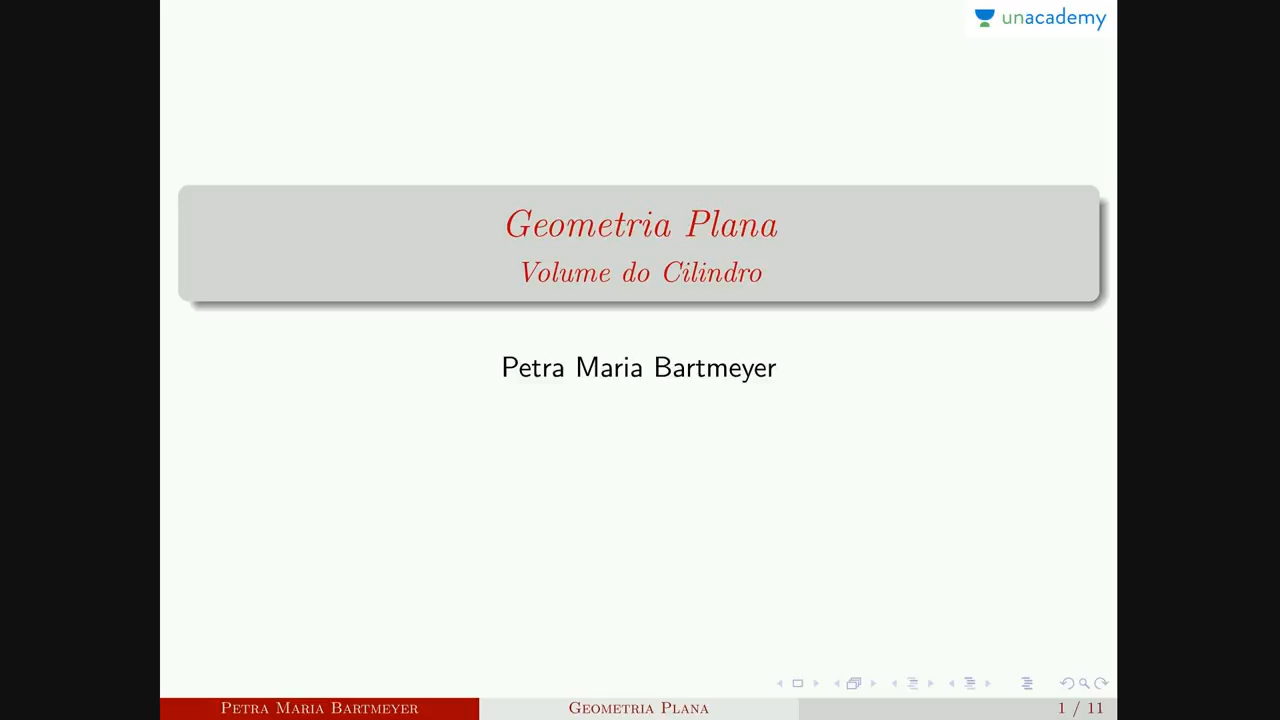 unacademy
Geometria Plana
Volume do Cilindro
Petra Maria Bartmeyer
Petra Maria Bartmeyer
Geometria Plana
1 / 11